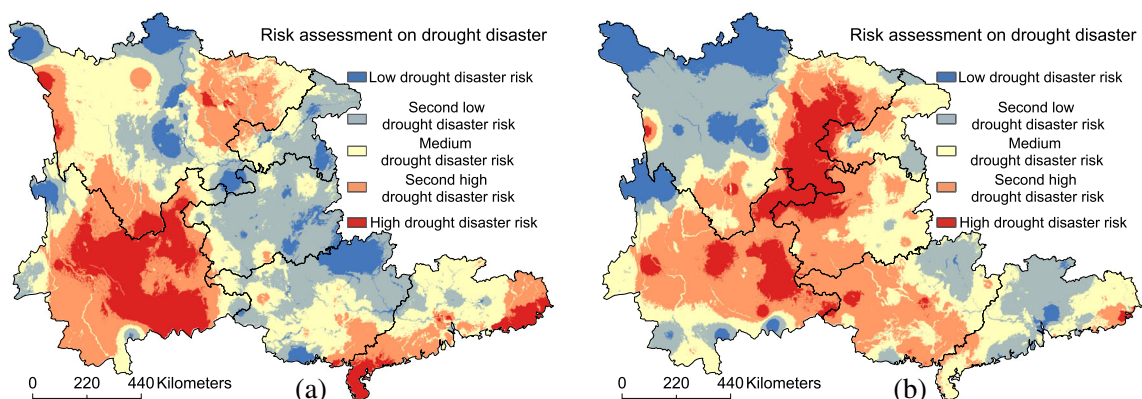 Risk assessment on drought disaster
Low drought disaster risk
Second low
drought disaster risk
Medium
drought disaster risk
Second high
drought disaster risk
High drought disaster risk
0 220 440 Kilometers
(a)
Risk assessment on drought disaster
Low drought disaster risk
Second low
drought disaster risk
Medium
drought disaster risk
Second high
drought disaster risk
High drought disaster risk
0 220 440 Kilometers
(b)